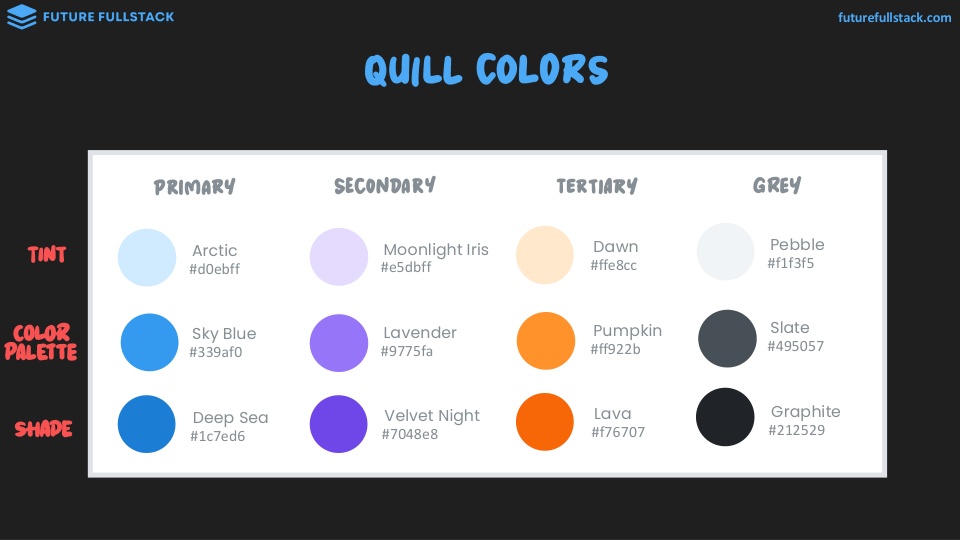 FUTURE FULLSTACK
futurefullstack.com
QUILL COLORS
PRIMARY SECONDARY TERTIARY GREY
TINT
Arctic
#d0ebff
Moonlight Iris
#e5dbff
Dawn
#ffe8cc
Pebble
#f1f3f5
COLOR
PALETTE
Sky Blue
#339af0
Lavender
#9775fa
Pumpkin
#ff922b
Slate
#495057
SHADE
Deep Sea
#1c7ed6
Velvet Night
#7048e8
Lava
#f76707
Graphite
#212529